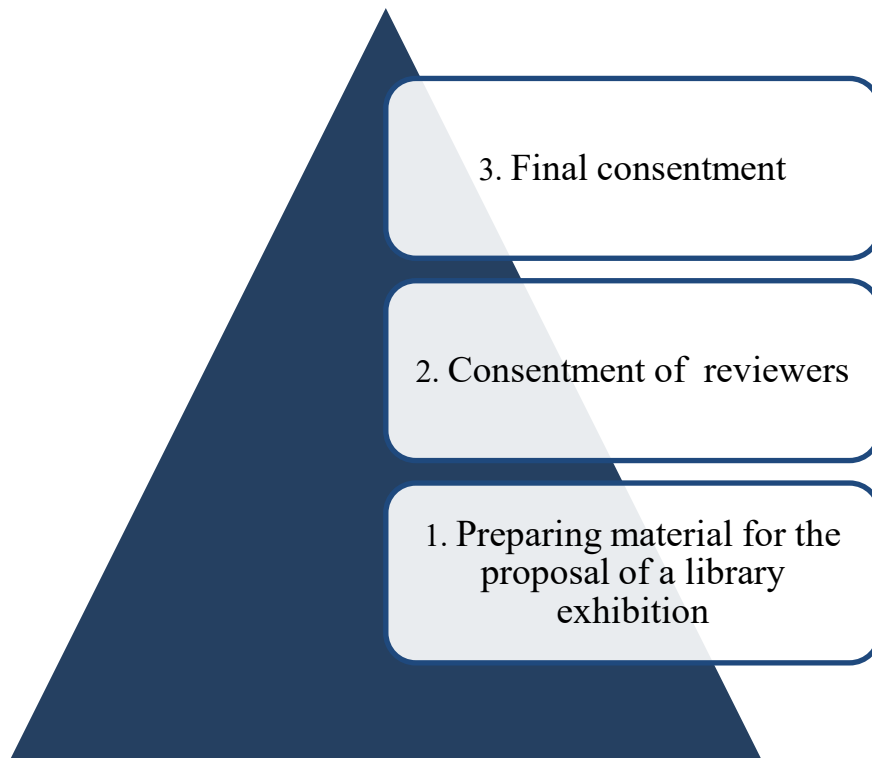 3. Final consentment
2. Consentment of  reviewers
1. Preparing material for the
proposal of a library
exhibition